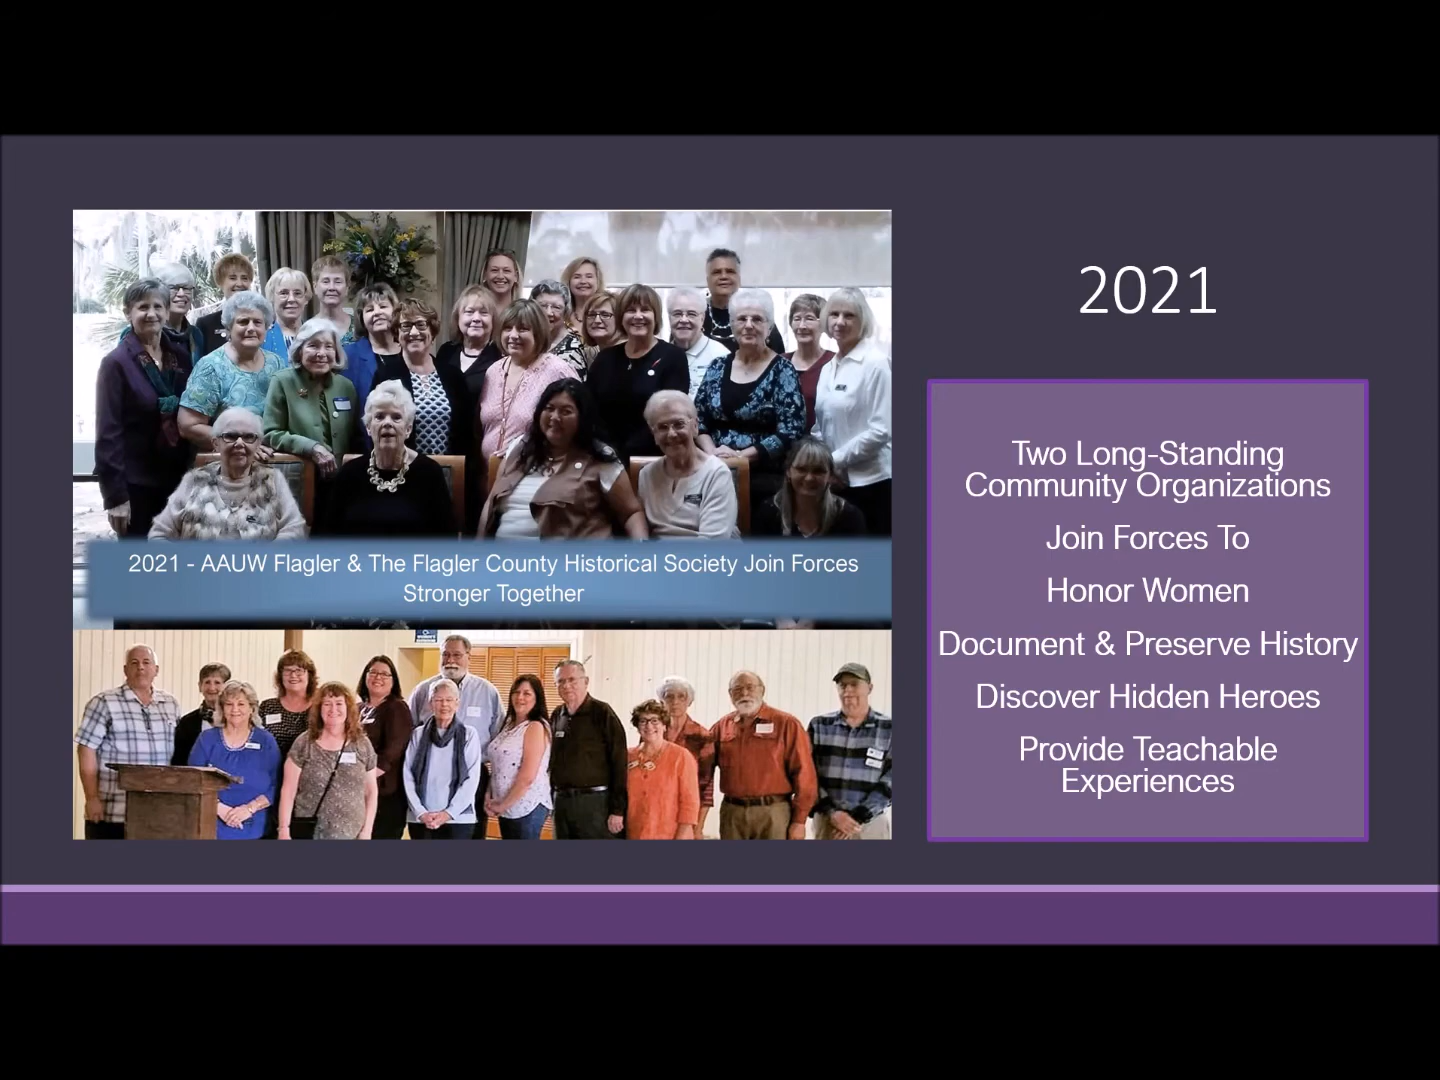 2021 - AAUW Flagler & The Flagler County Historical Society Join Forces
Stronger Together
2021
Two Long-Standing
Community Organizations
Join Forces To
Honor Women
Document & Preserve History
Discover Hidden Heroes
Provide Teachable
Experiences